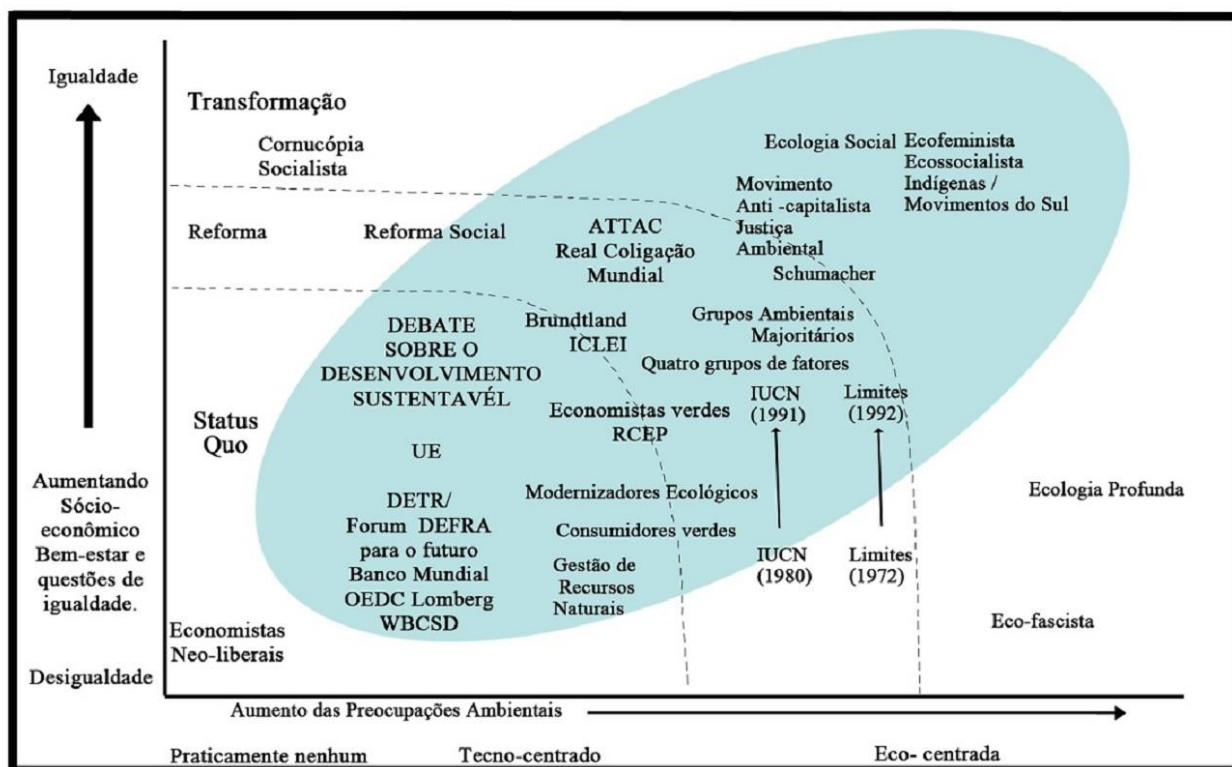 Igualdade
Transformação
Cornucópia
Socialista
Ecologia Social
Ecofeminista
Ecossocialista
Indígenas /
Movimentos do Sul
Movimento
Anti -capitalista
Justiça
Ambiental
Reforma
Reforma Social
ATTAC
Real Coligação
Mundial
Schumacher
DEBATE
SOBRE O
DESENVOLVIMENTO
SUSTENTAVÉL
Brundtland
ICLEI
Grupos Ambientais
Majoritários
Quatro grupos de fatores
Status
Quo
Economistas verdes
RCEP
IUCN
(1991)
Limites
(1992)
UE
Aumentando
Sócio-
econômico
Bem-estar e
questões de
igualdade.
DETR/
Forum DEFRA
para o futuro
Banco Mundial
OEDC Lomberg
WBCSD
Modernizadores Ecológicos
Consumidores verdes
Gestão de
Recursos
Naturais
IUCN
(1980)
Limites
(1972)
Ecologia Profunda
Eco-fascista
Economistas
Neo-liberais
Desigualdade
Aumento das Preocupações Ambientais
Praticamente nenhum
Tecno-centrado
Eco- centrada